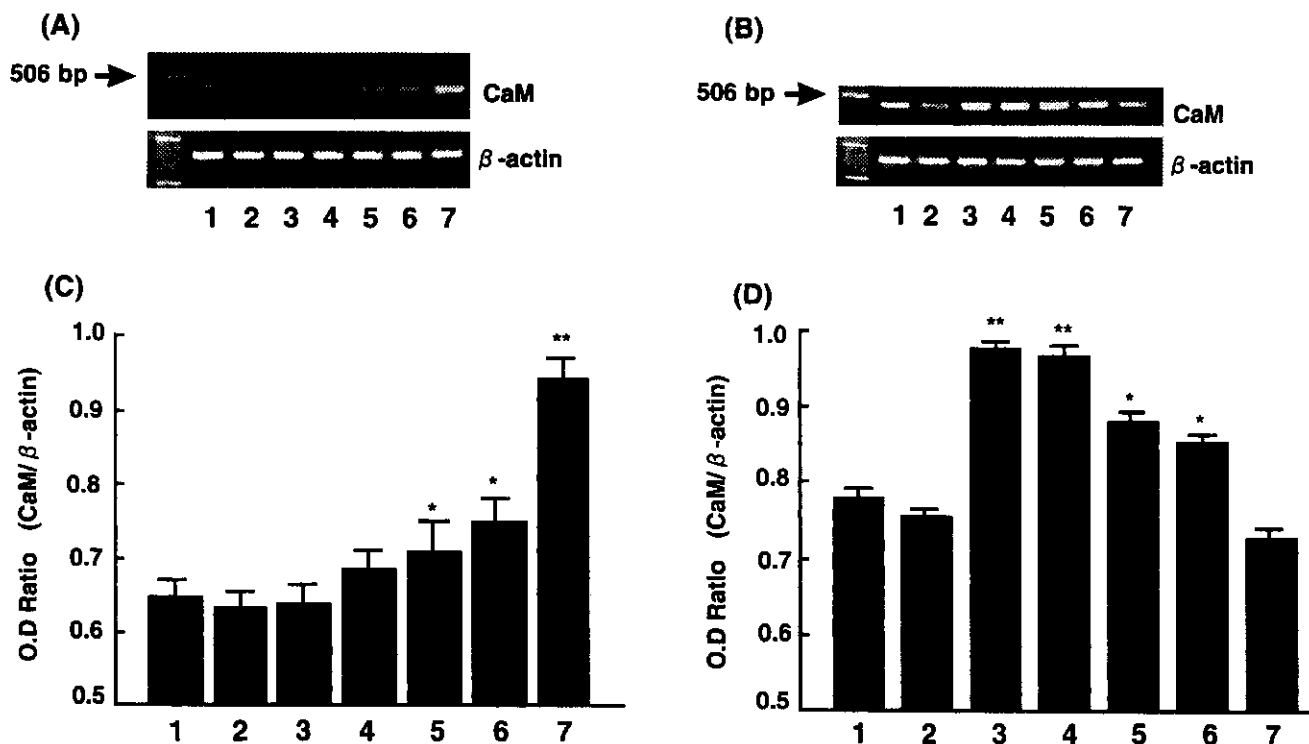 (A)
506 bp
CaM
β-actin
1 2 3 4 5 6 7
(B)
506 bp
CaM
β-actin
1 2 3 4 5 6 7
(C)
O.D Ratio (CaM/β-actin)
1.0
0.9
0.8
0.7
0.6
0.5
*
*
**
1 2 3 4 5 6 7
(D)
O.D Ratio (CaM/β-actin)
1.0
0.9
0.8
0.7
0.6
0.5
**
**
*
*
1 2 3 4 5 6 7